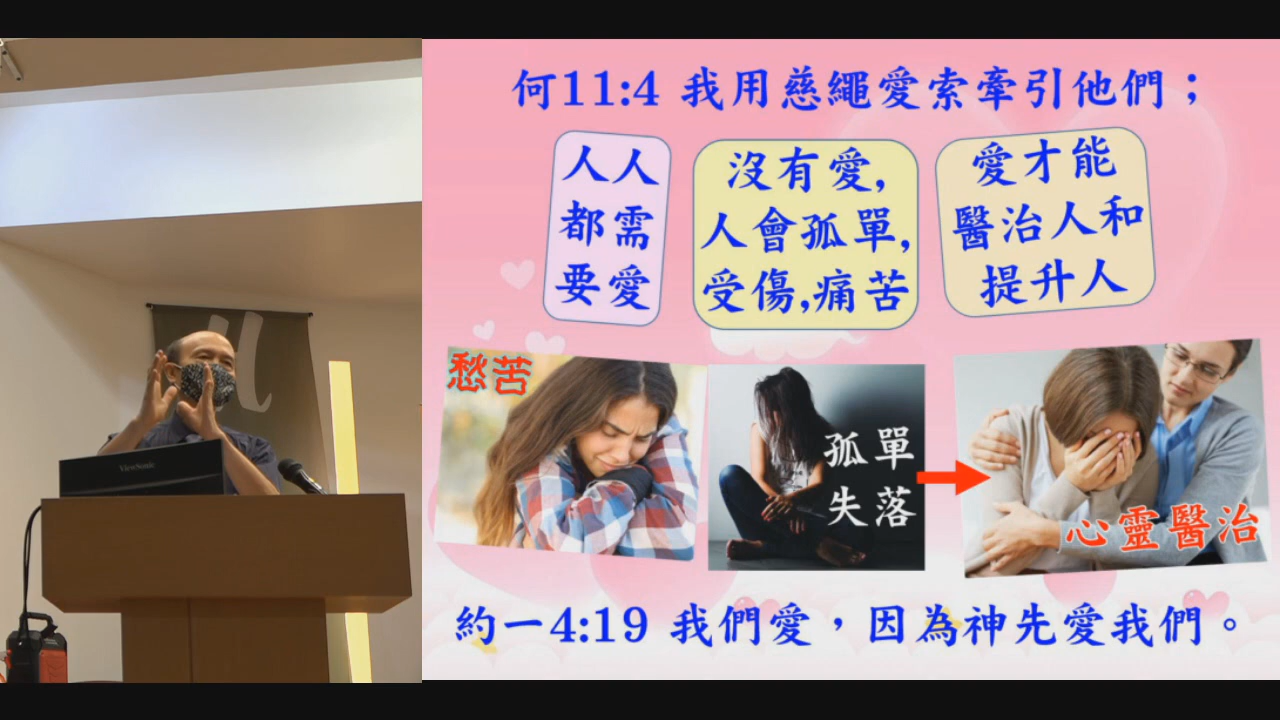 何11:4 我用慈繩愛索牽引他們；
人人
都需
要愛
沒有愛,
人會孤單,
受傷,痛苦
愛才能
醫治人和
提升人
愁苦
孤單
失落
心靈醫治
約一4:19 我們愛，因為神先愛我們。
ViewSonic